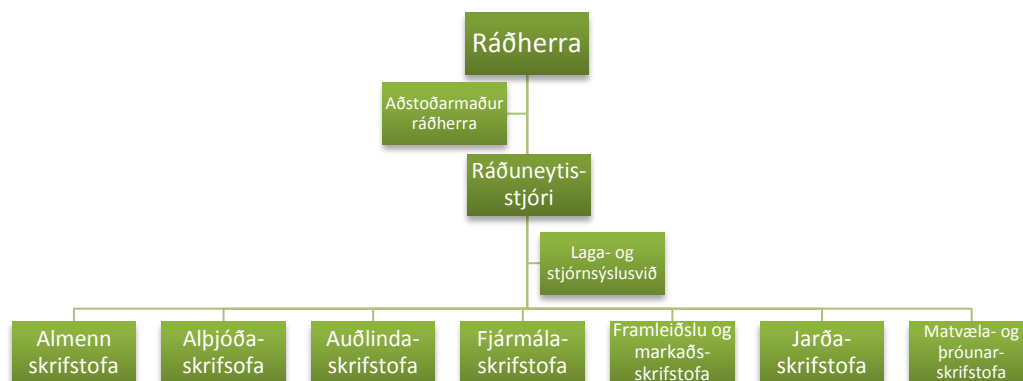 Ráðherra
Aðstoðarmaður
ráðherra
Ráðuneytis-
stjóri
Laga- og
stjórnsýslusvið
Almenn
skrifstofa
Alþjóða-
skrifsofa
Auðlinda-
skrifstofa
Fjármála-
skrifstofa
Framleiðslu og
markaðs-
skrifstofa
Jarða-
skrifstofa
Matvæla- og
þróunar-
skrifstofa